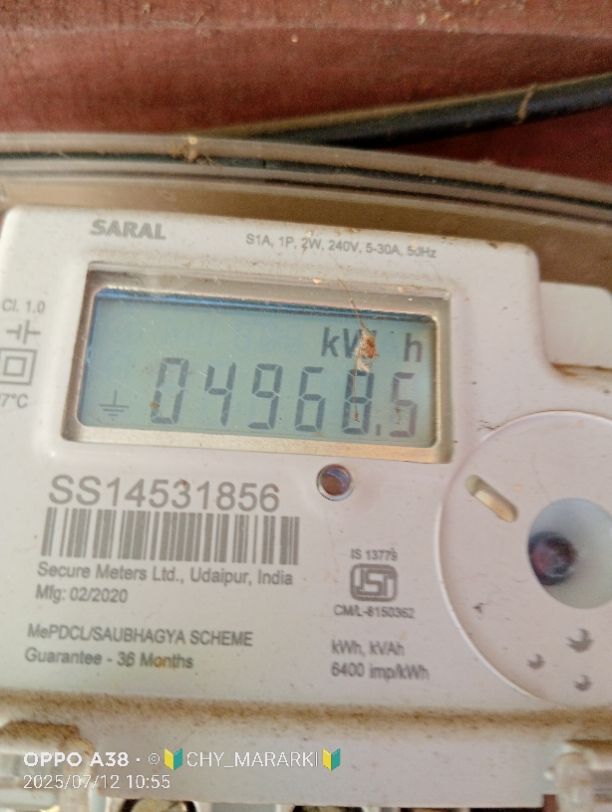 SARAL
S1A, 1P, 2W, 240V, 5-30A, 50Hz
Cl. 1.0
kW h
04968.5
7°C
SS14531856
Secure Meters Ltd., Udaipur, India
Mfg: 02/2020
IS 13779
CM/L-8150362
MePDCL/SAUBHAGYA SCHEME
Guarantee - 36 Months
kWh, kVAh
6400 imp/kWh
OPPO A38 · ©🔰CHY_MARARKI🔰
2025/07/12 10:55